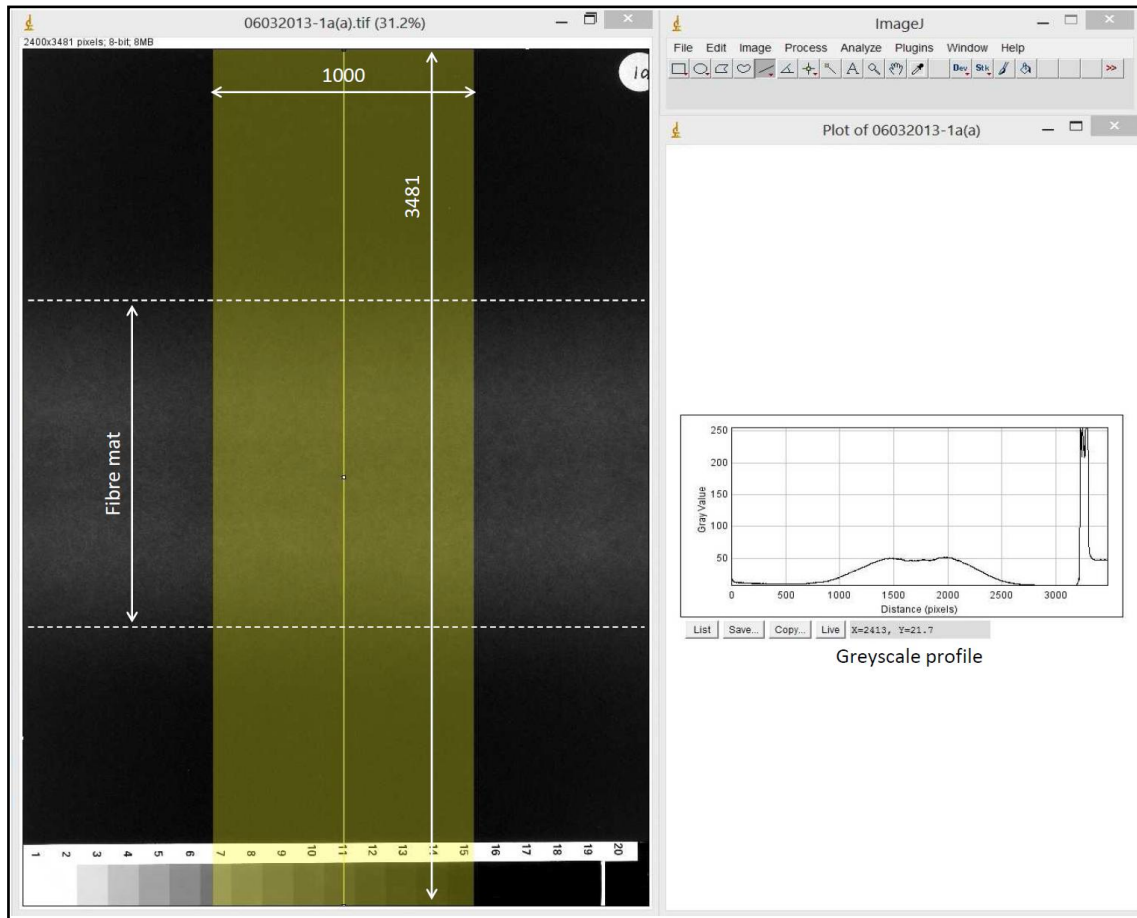 06032013-1a(a).tif (31.2%)
2400x3481 pixels; 8-bit; 8MB
1000
1a
3481
Fibre mat
1 2 3 4 5 6 7 8 9 10 11 12 13 14 15 18 19 20
ImageJ
File Edit Image Process Analyze Plugins Window Help
A Dev Stk >>
Plot of 06032013-1a(a)
250
200
150
100
50
Gray Value
0 500 1000 1500 2000 2500 3000
Distance (pixels)
List Save... Copy... Live X=2413, Y=21.7
Greyscale profile